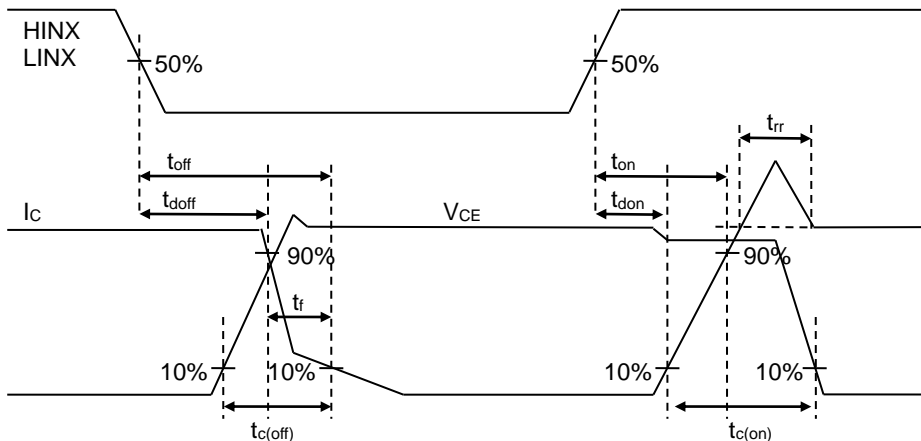 HINX
LINX
50%
50%
trr
toff
ton
tdoff
tdon
IC
VCE
90%
90%
tf
10%
10%
10%
10%
tc(off)
tc(on)